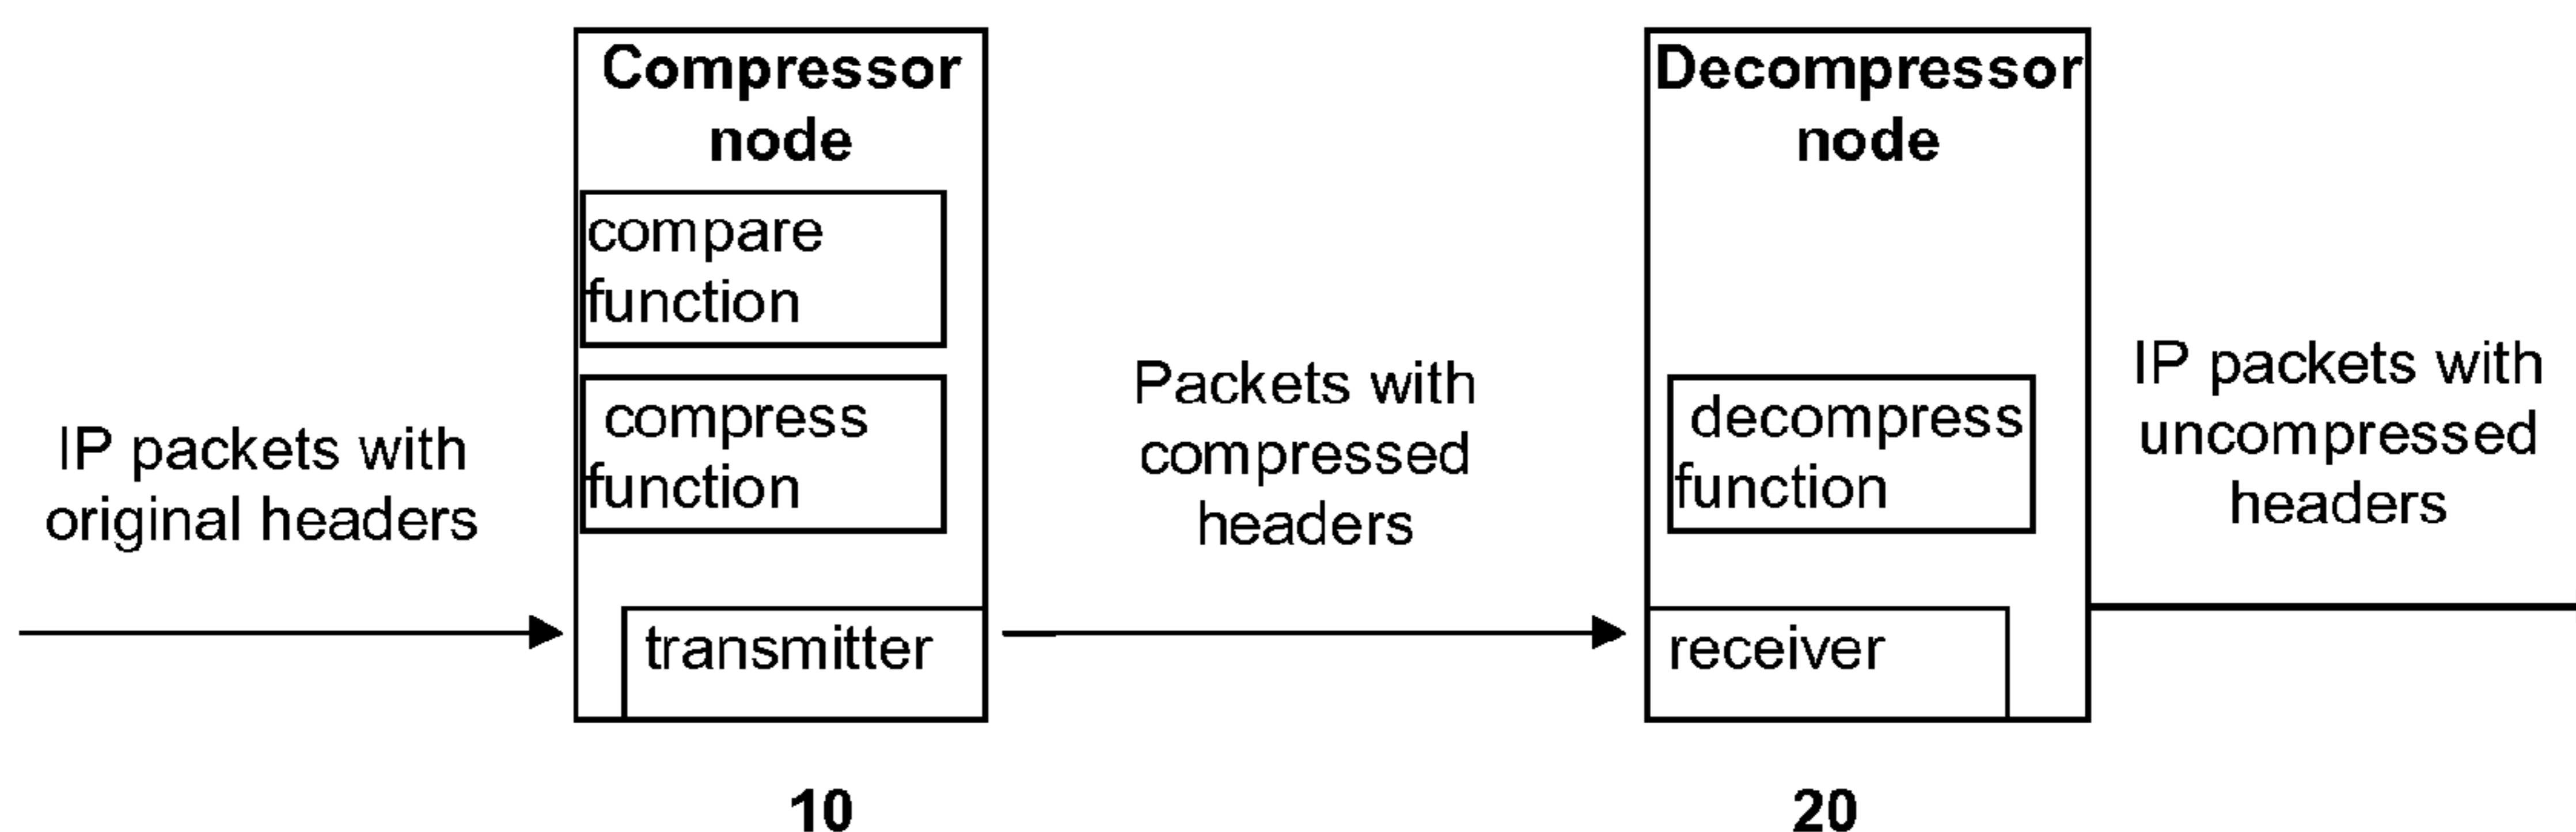 IP packets with
original headers
Compressor
node
compare
function
compress
function
transmitter
10
Packets with
compressed
headers
Decompressor
node
decompress
function
receiver
20
IP packets with
uncompressed
headers